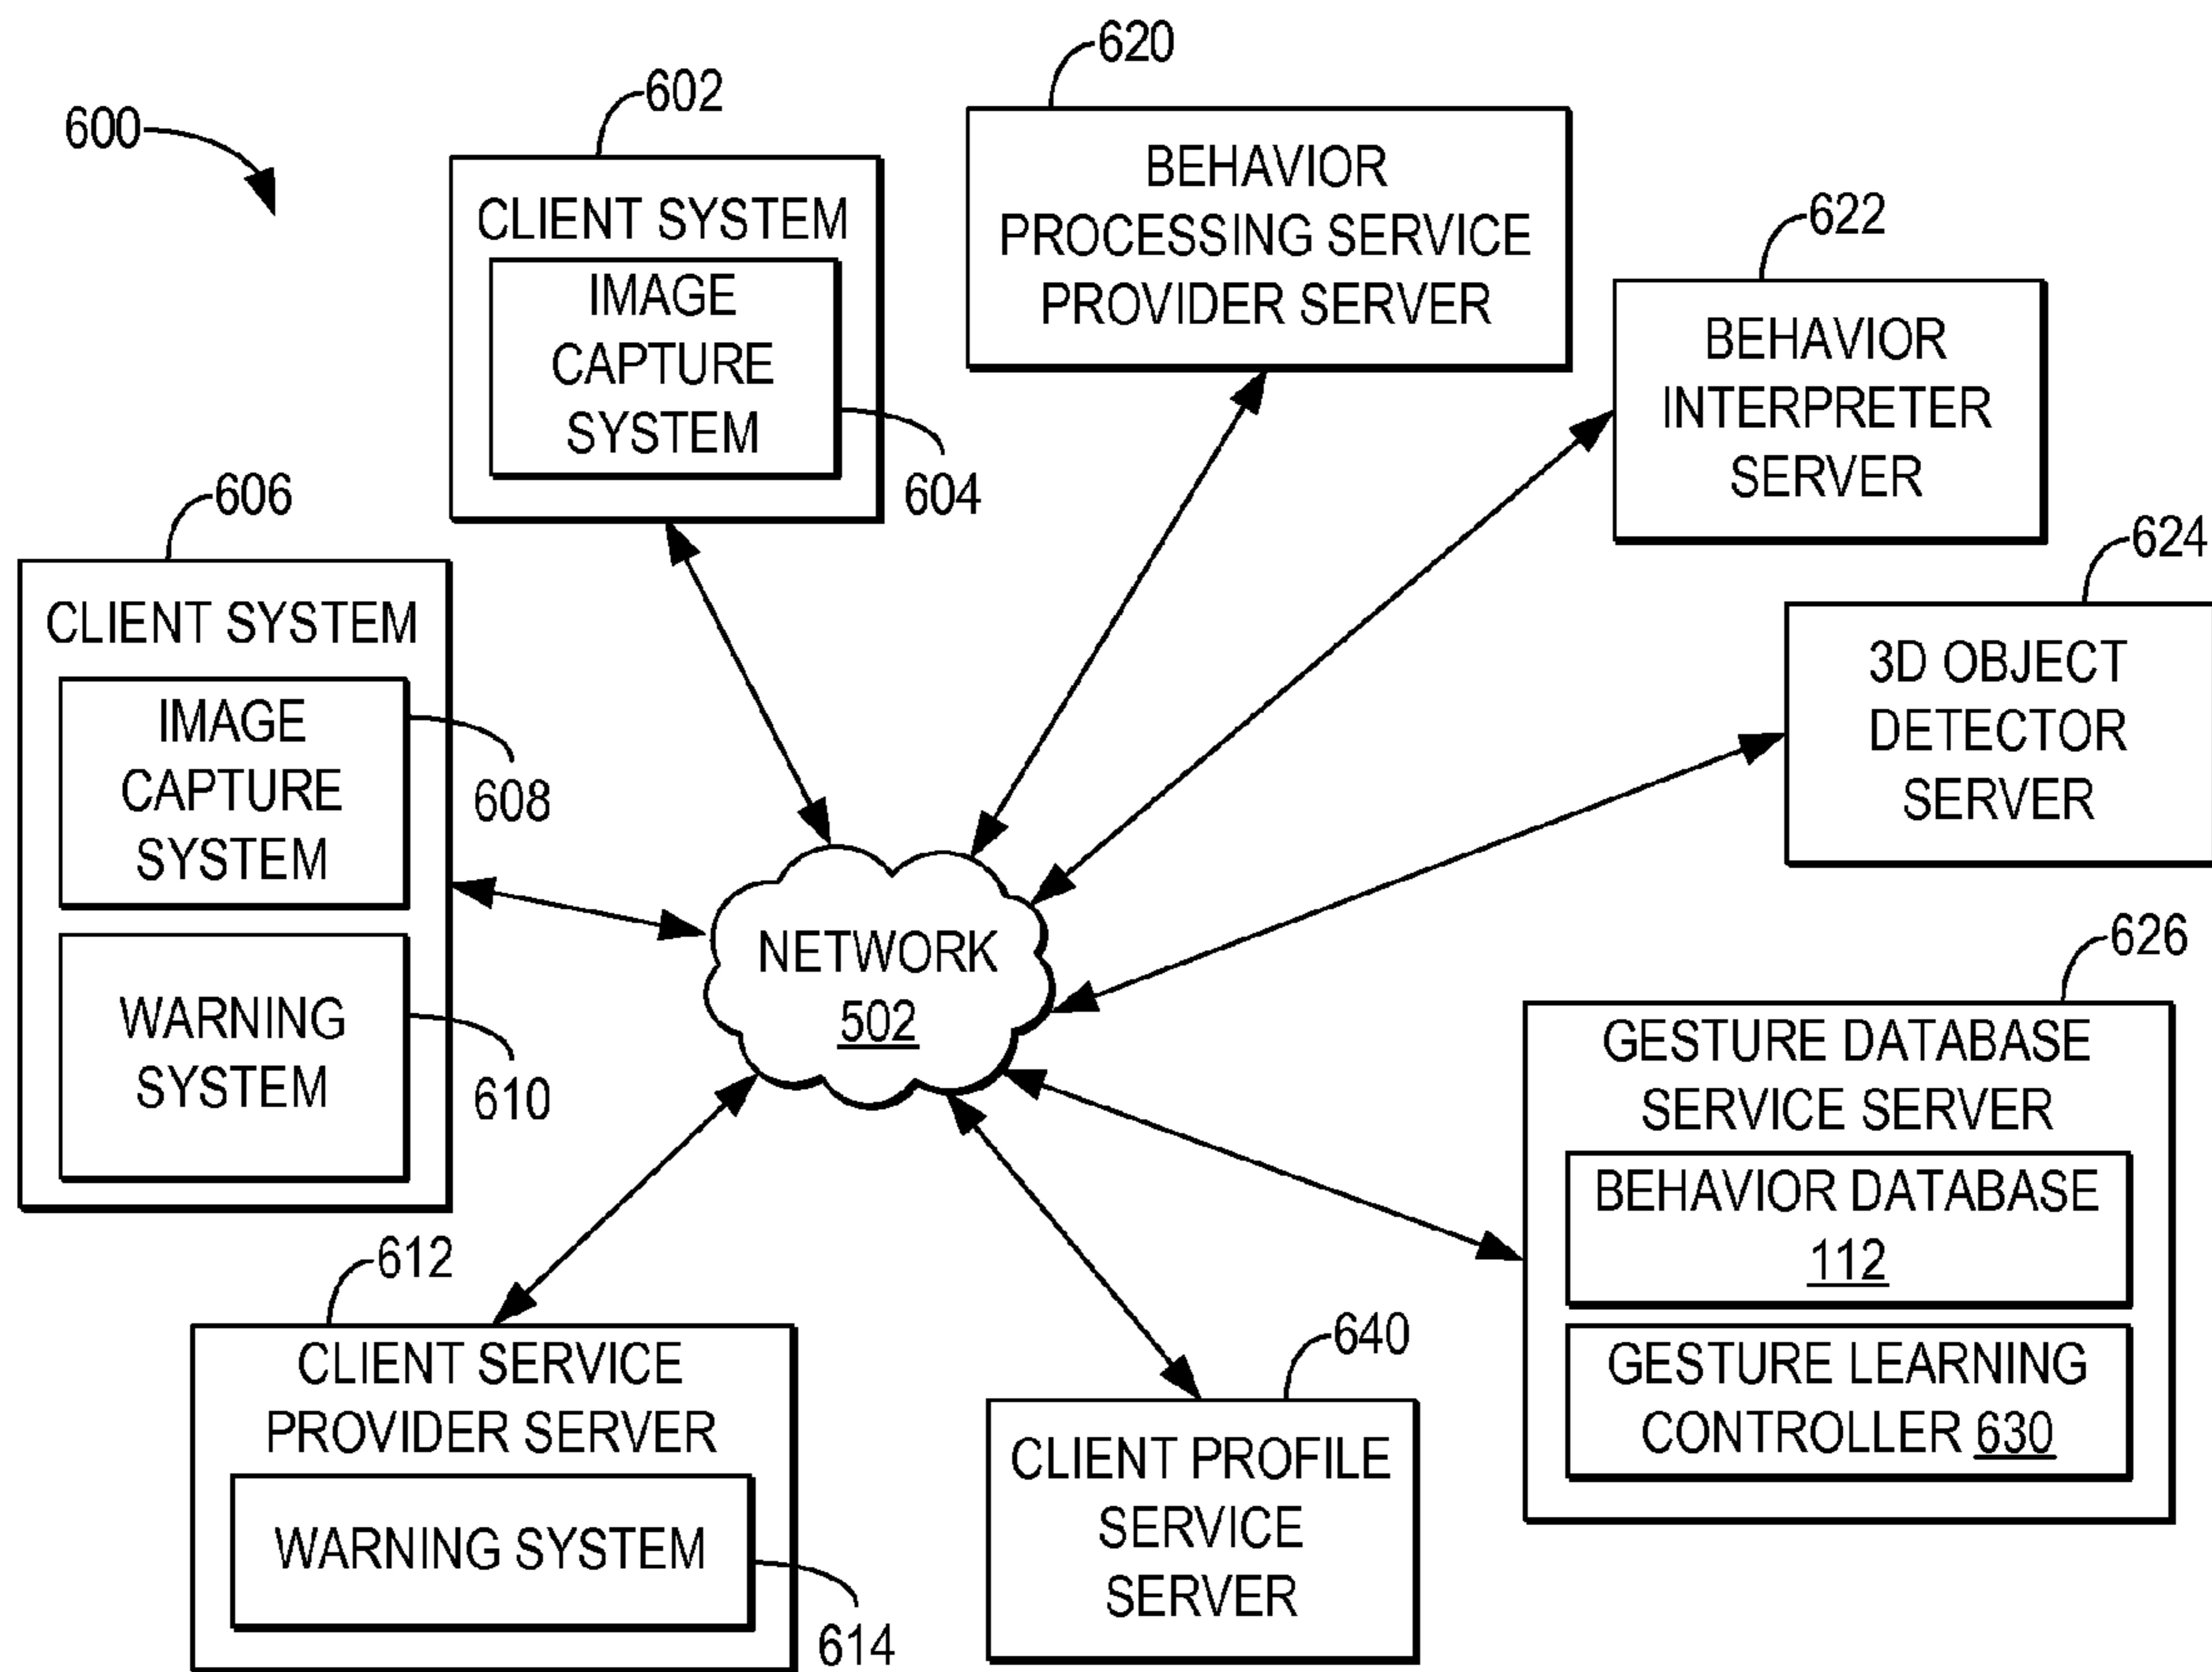 600
602
CLIENT SYSTEM
IMAGE
CAPTURE
SYSTEM
604
620
BEHAVIOR
PROCESSING SERVICE
PROVIDER SERVER
622
BEHAVIOR
INTERPRETER
SERVER
606
CLIENT SYSTEM
IMAGE
CAPTURE
SYSTEM
608
WARNING
SYSTEM
610
624
3D OBJECT
DETECTOR
SERVER
NETWORK
502
626
GESTURE DATABASE
SERVICE SERVER
BEHAVIOR DATABASE
112
GESTURE LEARNING
CONTROLLER 630
612
CLIENT SERVICE
PROVIDER SERVER
WARNING SYSTEM
614
640
CLIENT PROFILE
SERVICE
SERVER